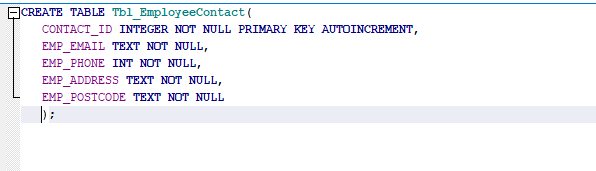 CREATE TABLE Tbl_EmployeeContact(
CONTACT_ID INTEGER NOT NULL PRIMARY KEY AUTOINCREMENT,
EMP_EMAIL TEXT NOT NULL,
EMP_PHONE INT NOT NULL,
EMP_ADDRESS TEXT NOT NULL,
EMP_POSTCODE TEXT NOT NULL
);